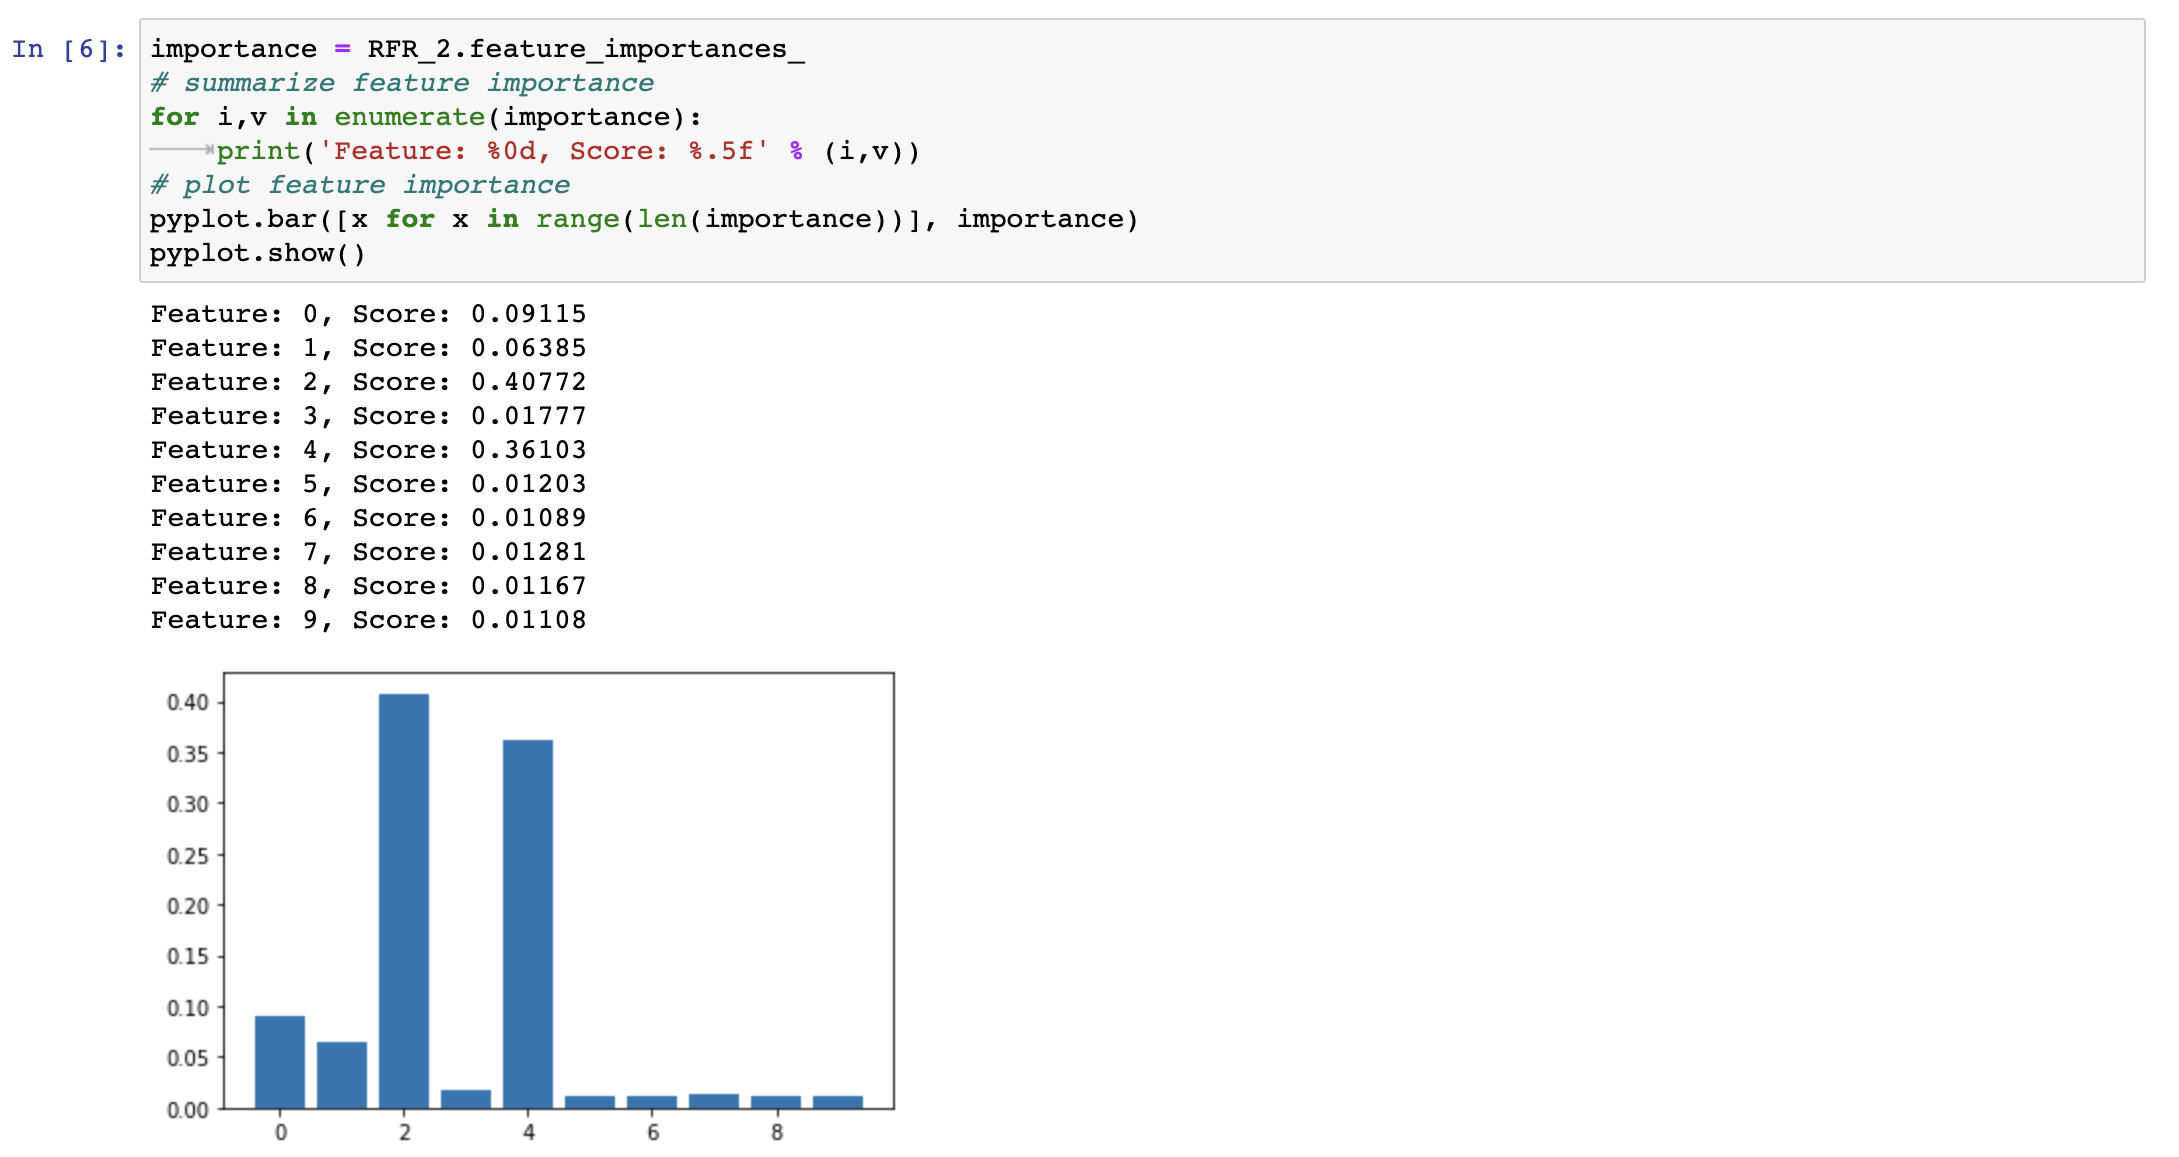 In [6]: importance = RFR_2.feature_importances_
# summarize feature importance
for i,v in enumerate(importance):
print('Feature: %0d, Score: %.5f' % (i,v))
# plot feature importance
pyplot.bar([x for x in range(len(importance))], importance)
pyplot.show()
Feature: 0, Score: 0.09115
Feature: 1, Score: 0.06385
Feature: 2, Score: 0.40772
Feature: 3, Score: 0.01777
Feature: 4, Score: 0.36103
Feature: 5, Score: 0.01203
Feature: 6, Score: 0.01089
Feature: 7, Score: 0.01281
Feature: 8, Score: 0.01167
Feature: 9, Score: 0.01108
0.40
0.35
0.30
0.25
0.20
0.15
0.10
0.05
0.00
0 2 4 6 8